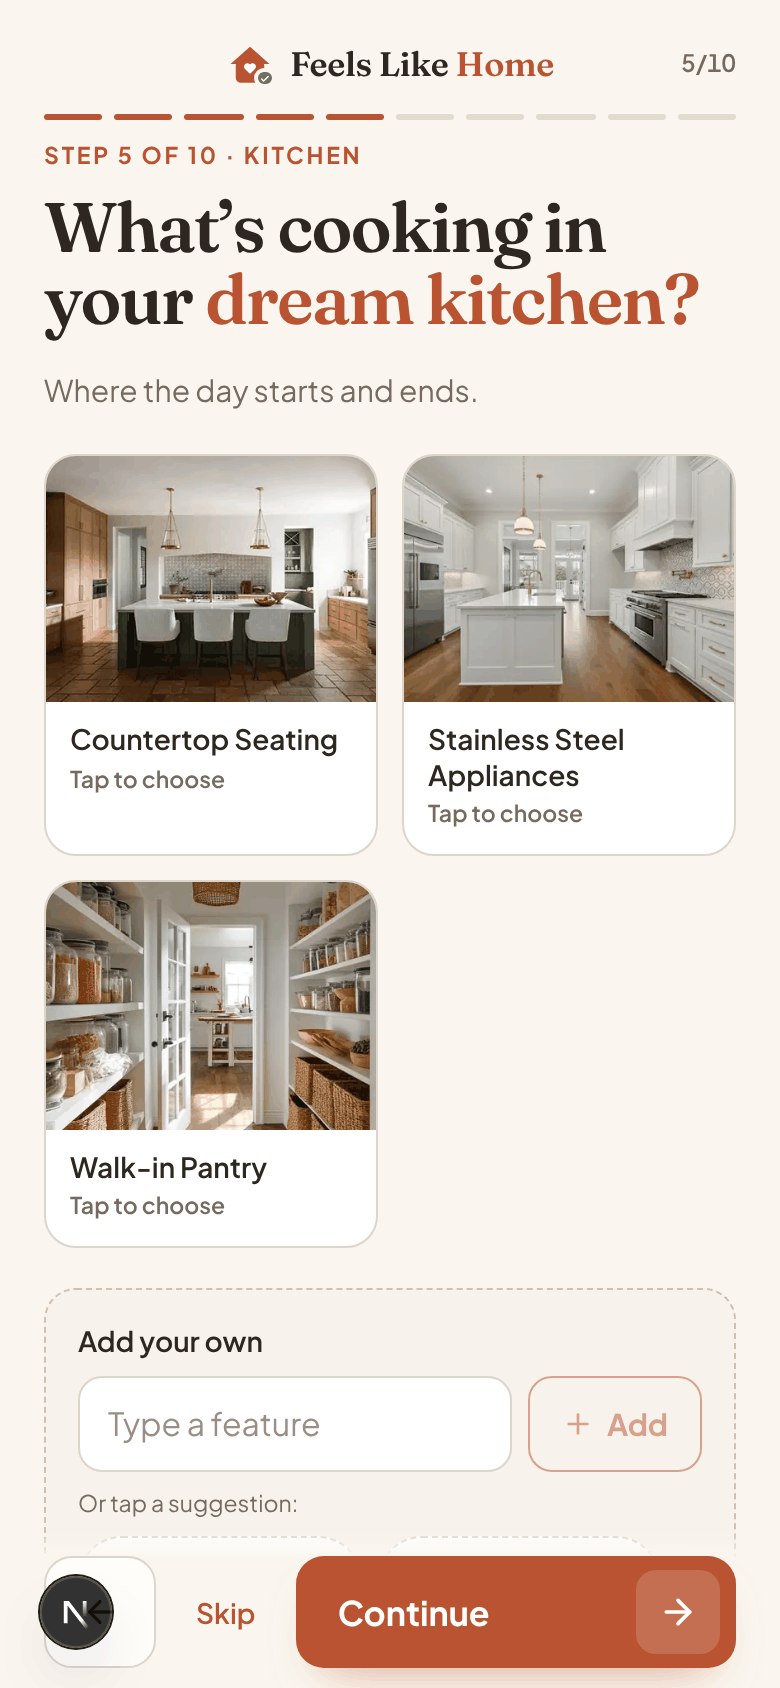 Feels Like Home
5/10
STEP 5 OF 10 · KITCHEN
What’s cooking in
your dream kitchen?
Where the day starts and ends.
Countertop Seating
Tap to choose
Stainless Steel
Appliances
Tap to choose
Walk-in Pantry
Tap to choose
Add your own
Type a feature
+ Add
Or tap a suggestion:
N
Skip
Continue